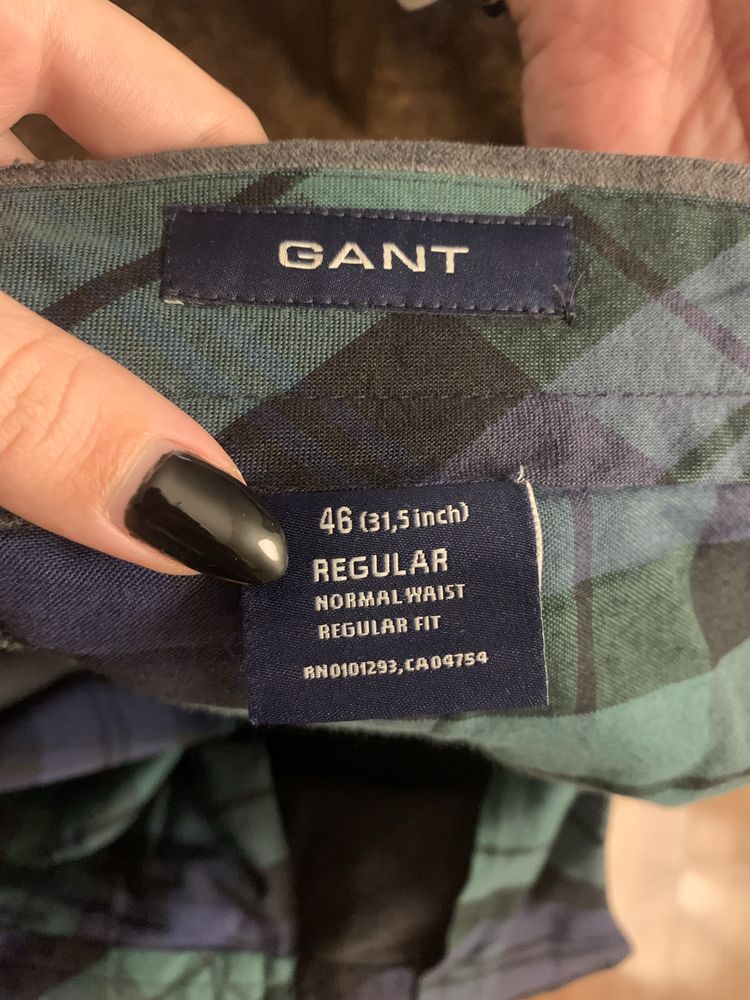 GANT
46 (31,5 inch)
REGULAR
NORMAL WAIST
REGULAR FIT
RN0101293, CA04754